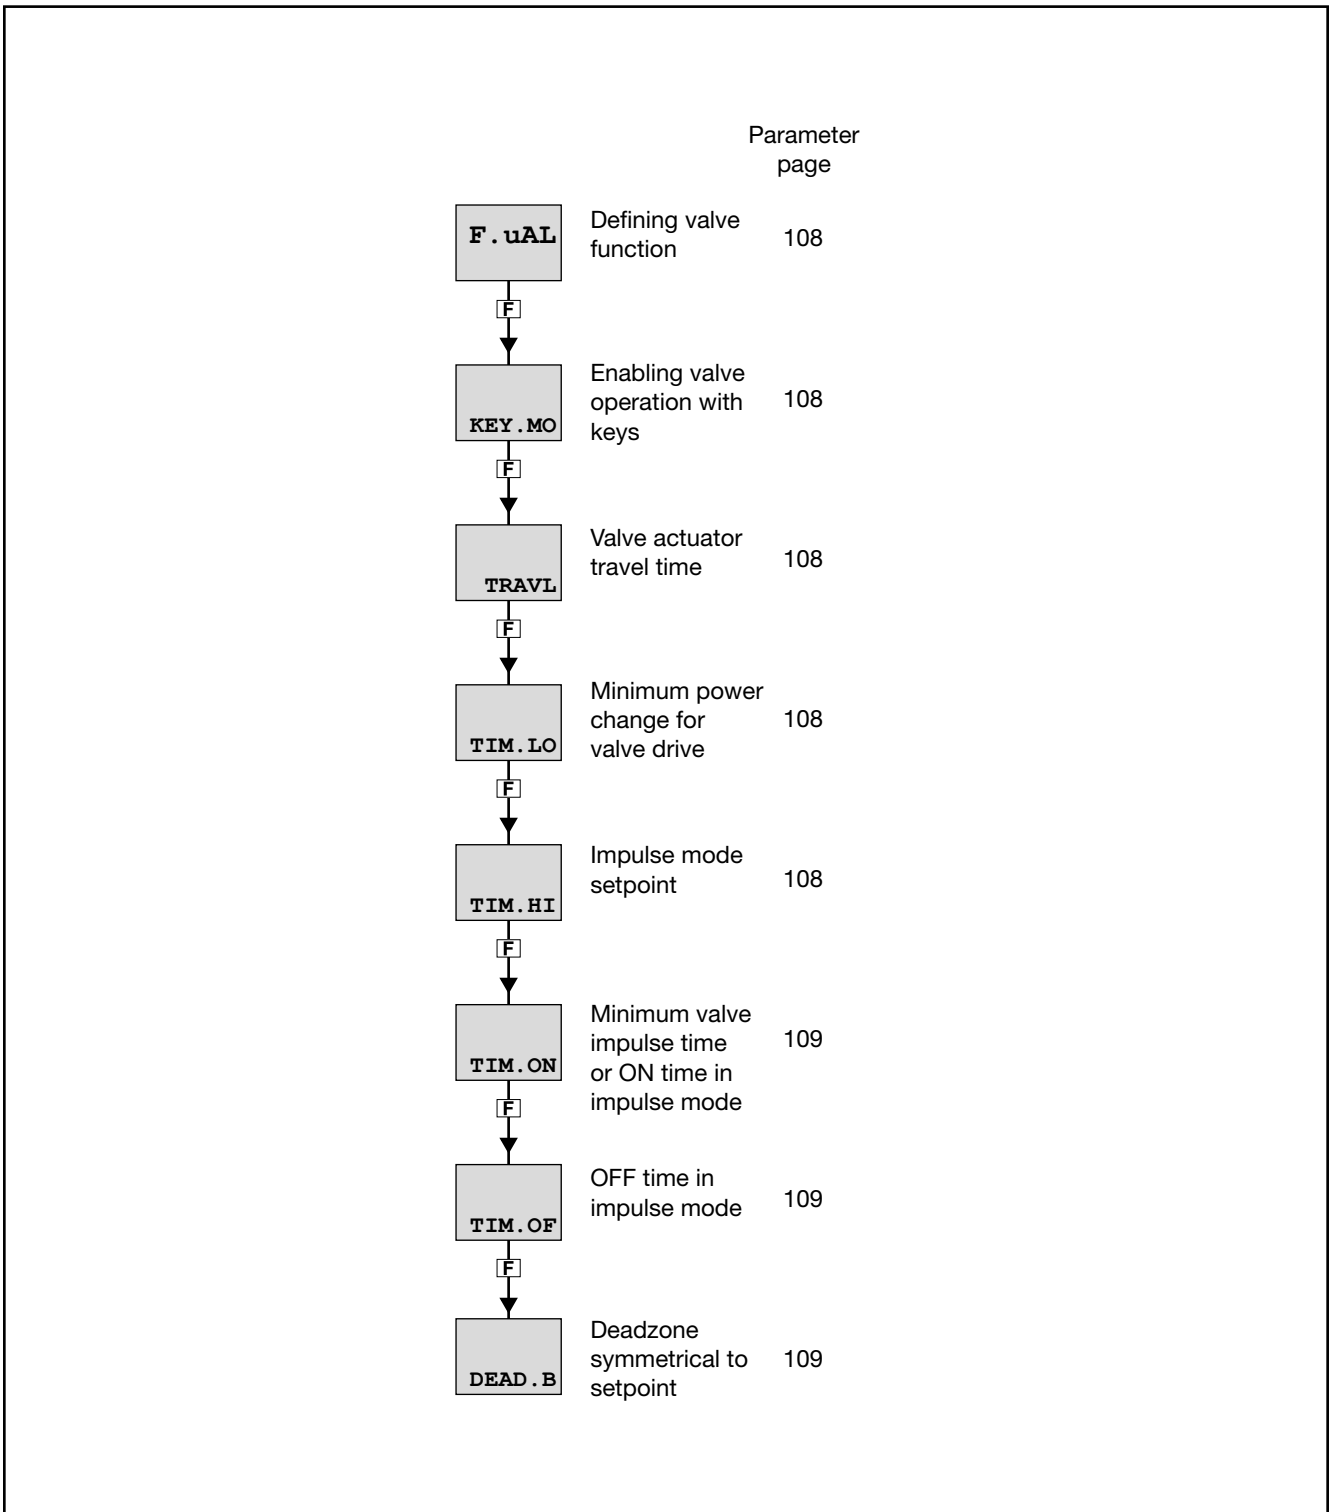 Parameter
page
F.uAL
Defining valve
function
108
F
KEY.MO
Enabling valve
operation with
keys
108
F
TRAVL
Valve actuator
travel time
108
F
TIM.LO
Minimum power
change for
valve drive
108
F
TIM.HI
Impulse mode
setpoint
108
F
TIM.ON
Minimum valve
impulse time
or ON time in
impulse mode
109
F
TIM.OF
OFF time in
impulse mode
109
F
DEAD.B
Deadzone
symmetrical to
setpoint
109